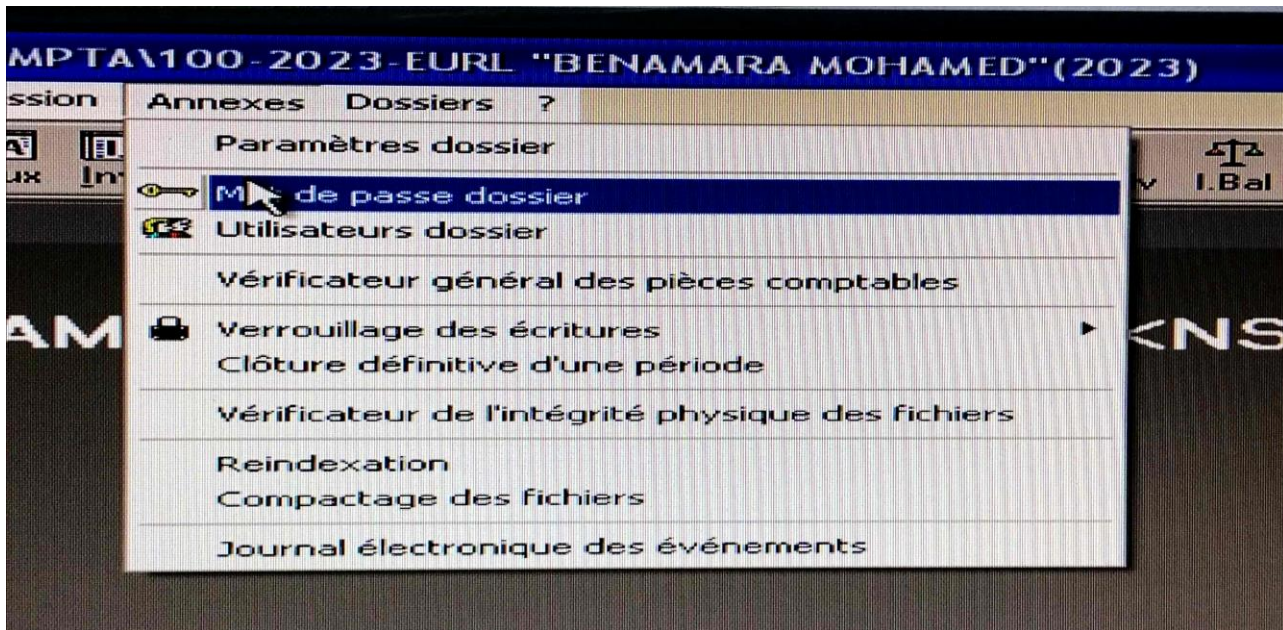 MPTA\100-2023-EURL "BENAMARA MOHAMED"(2023)
ssion Annexes Dossiers ?
Paramètres dossier
ux In I.Bal
de passe dossier
Utilisateurs dossier
Vérificateur général des pièces comptables
Verrouillage des écritures
AM <NS
Clôture définitive d'une période
Vérificateur de l'intégrité physique des fichiers
Reindexation
Compactage des fichiers
Journal électronique des événements